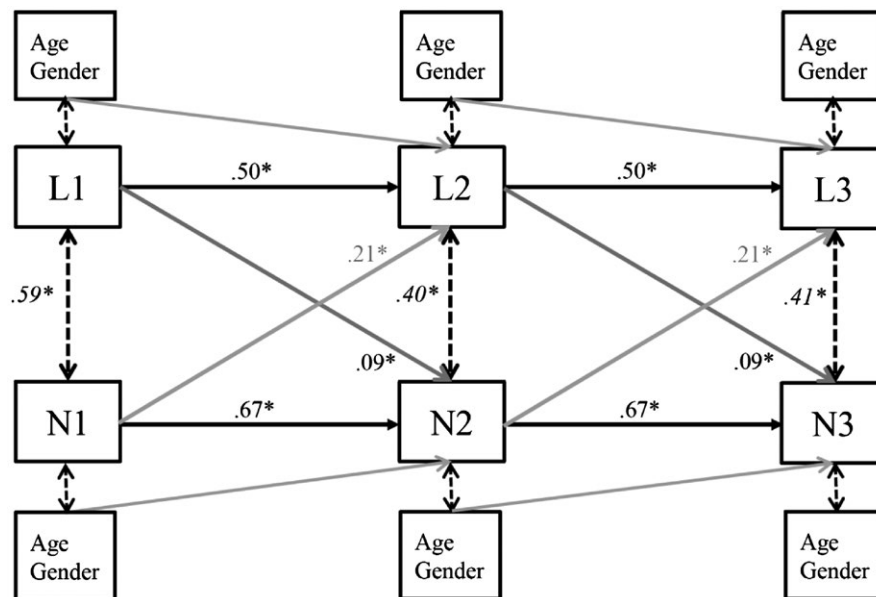 Age
Gender
Age
Gender
Age
Gender
L1
.50*
L2
.50*
L3
.59*
.21*
.40*
.21*
.41*
.09*
.09*
N1
.67*
N2
.67*
N3
Age
Gender
Age
Gender
Age
Gender